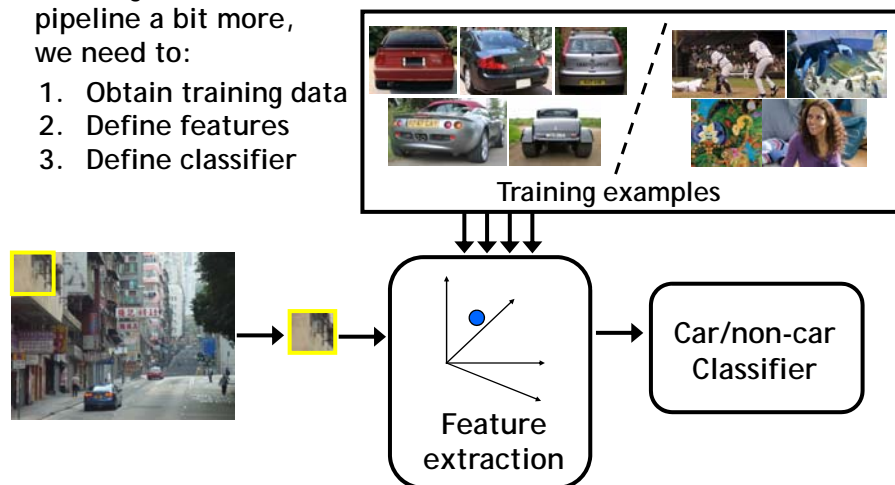 pipeline a bit more,
we need to:
1. Obtain training data
2. Define features
3. Define classifier
Training examples
Feature
extraction
Car/non-car
Classifier